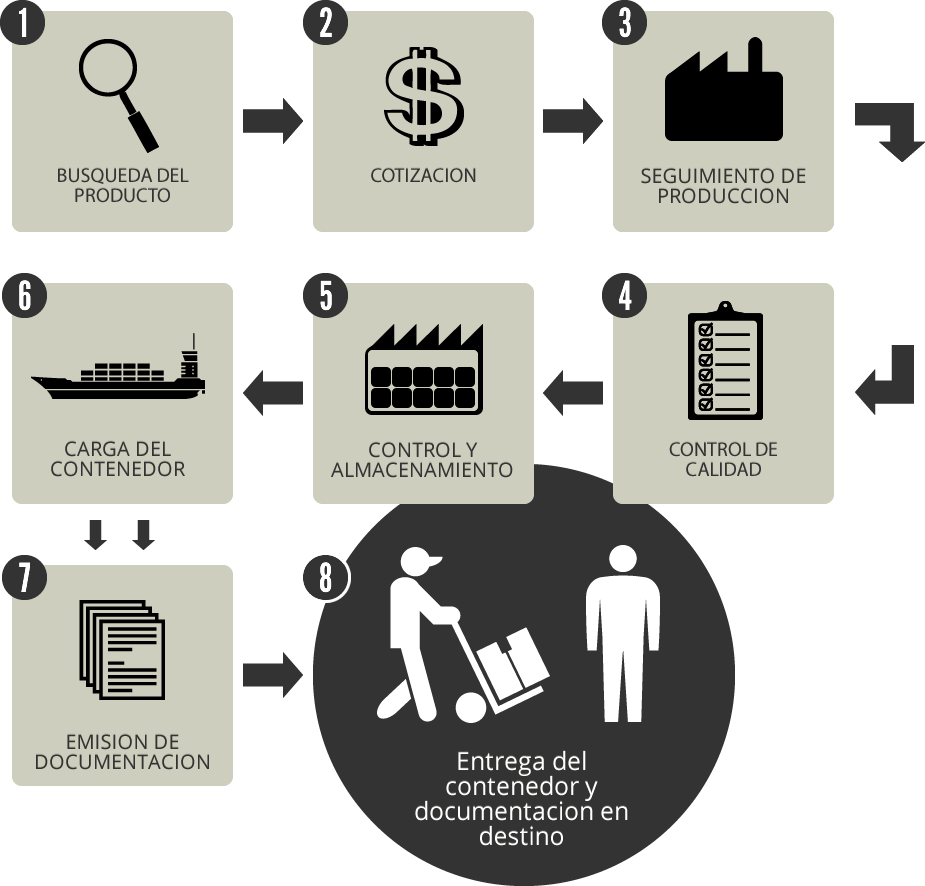 1
BUSQUEDA DEL
PRODUCTO
2
COTIZACION
3
SEGUIMIENTO DE
PRODUCCION
4
CONTROL DE
CALIDAD
5
CONTROL Y
ALMACENAMIENTO
6
CARGA DEL
CONTENEDOR
7
EMISION DE
DOCUMENTACION
8
Entrega del
contenedor y
documentacion en
destino